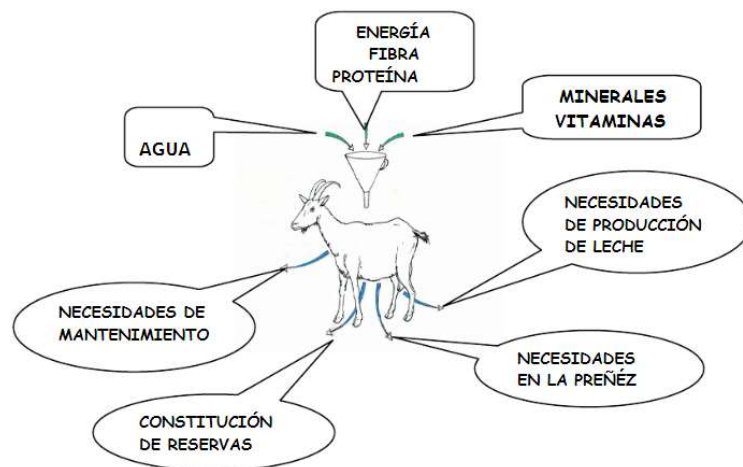 ENERGÍA
FIBRA
PROTEÍNA
MINERALES
VITAMINAS
AGUA
NECESIDADES
DE PRODUCCIÓN
DE LECHE
NECESIDADES DE
MANTENIMIENTO
NECESIDADES
EN LA PREÑÉZ
CONSTITUCIÓN
DE RESERVAS